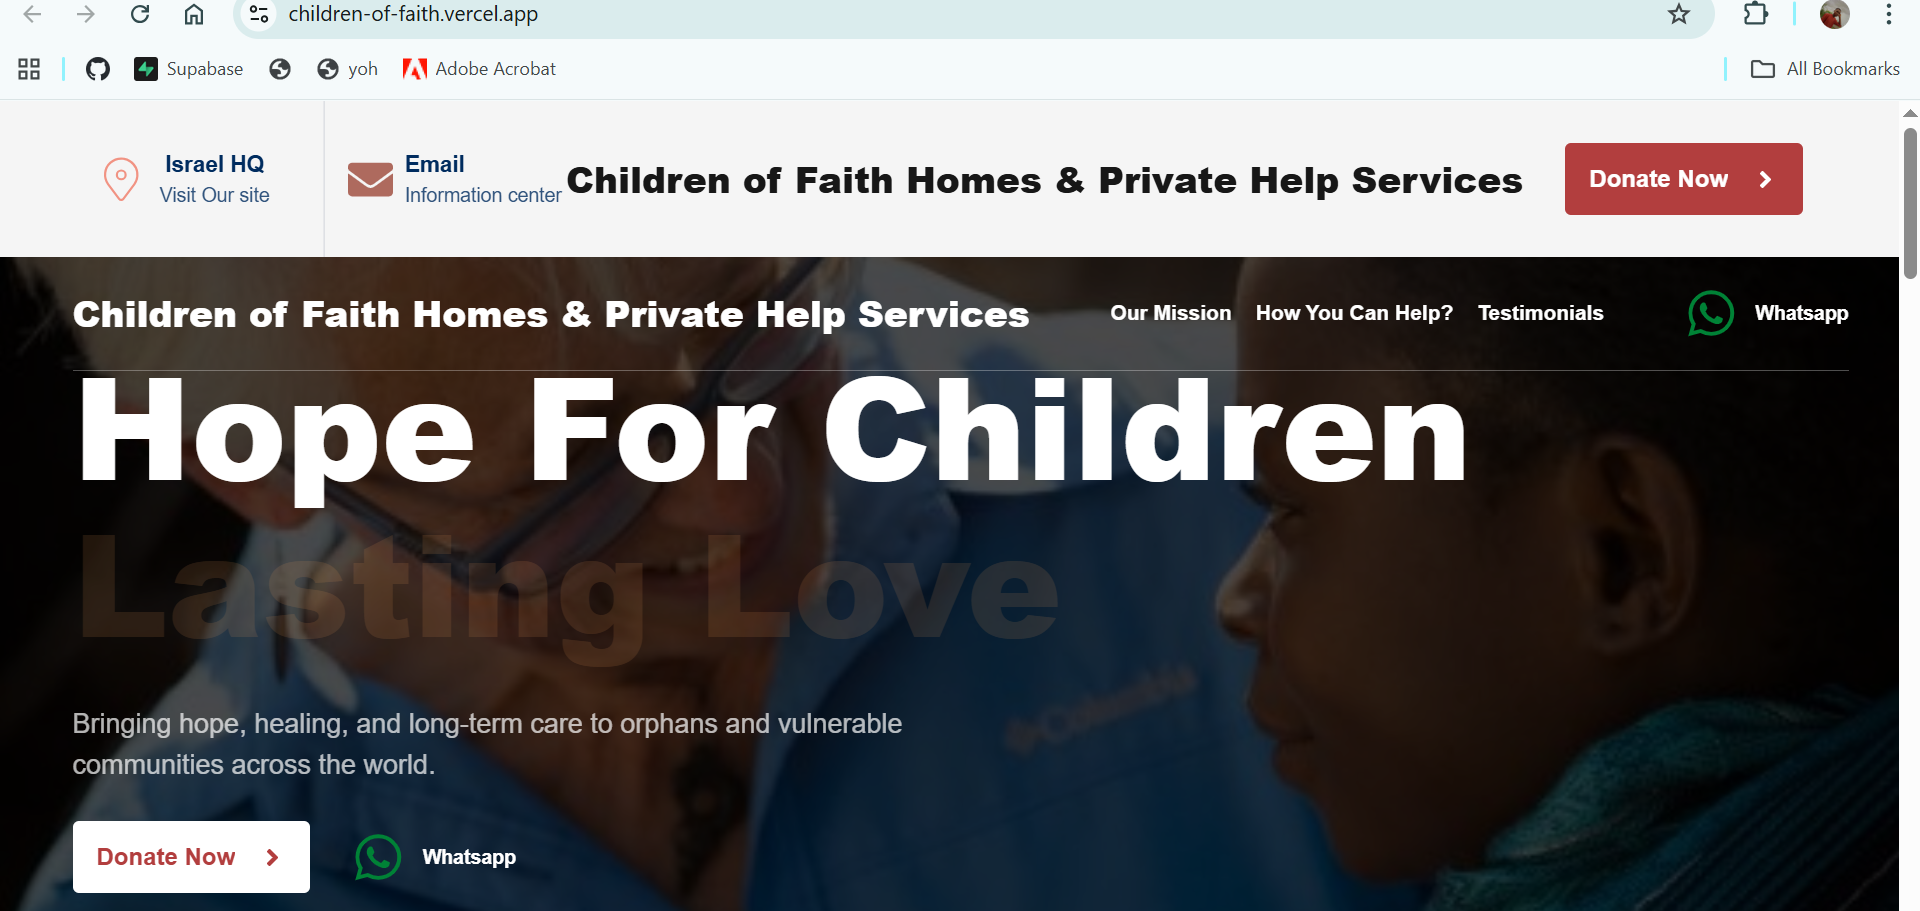 children-of-faith.vercel.app
Supabase
yoh
Adobe Acrobat
All Bookmarks
Israel HQ
Visit Our site
Email
Information center
Children of Faith Homes & Private Help Services
Donate Now
Children of Faith Homes & Private Help Services
Our Mission
How You Can Help?
Testimonials
Whatsapp
Hope For Children
Lasting Love
Columbia
Bringing hope, healing, and long-term care to orphans and vulnerable
communities across the world.
Donate Now
Whatsapp